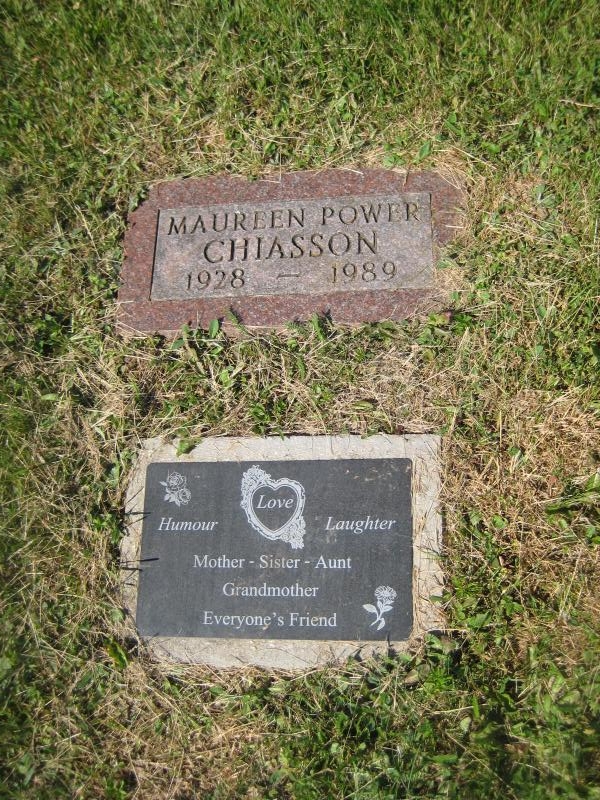 MAUREEN POWER
CHIASSON
1928 — 1989
Love
Humour Laughter
Mother - Sister - Aunt
Grandmother
Everyone's Friend